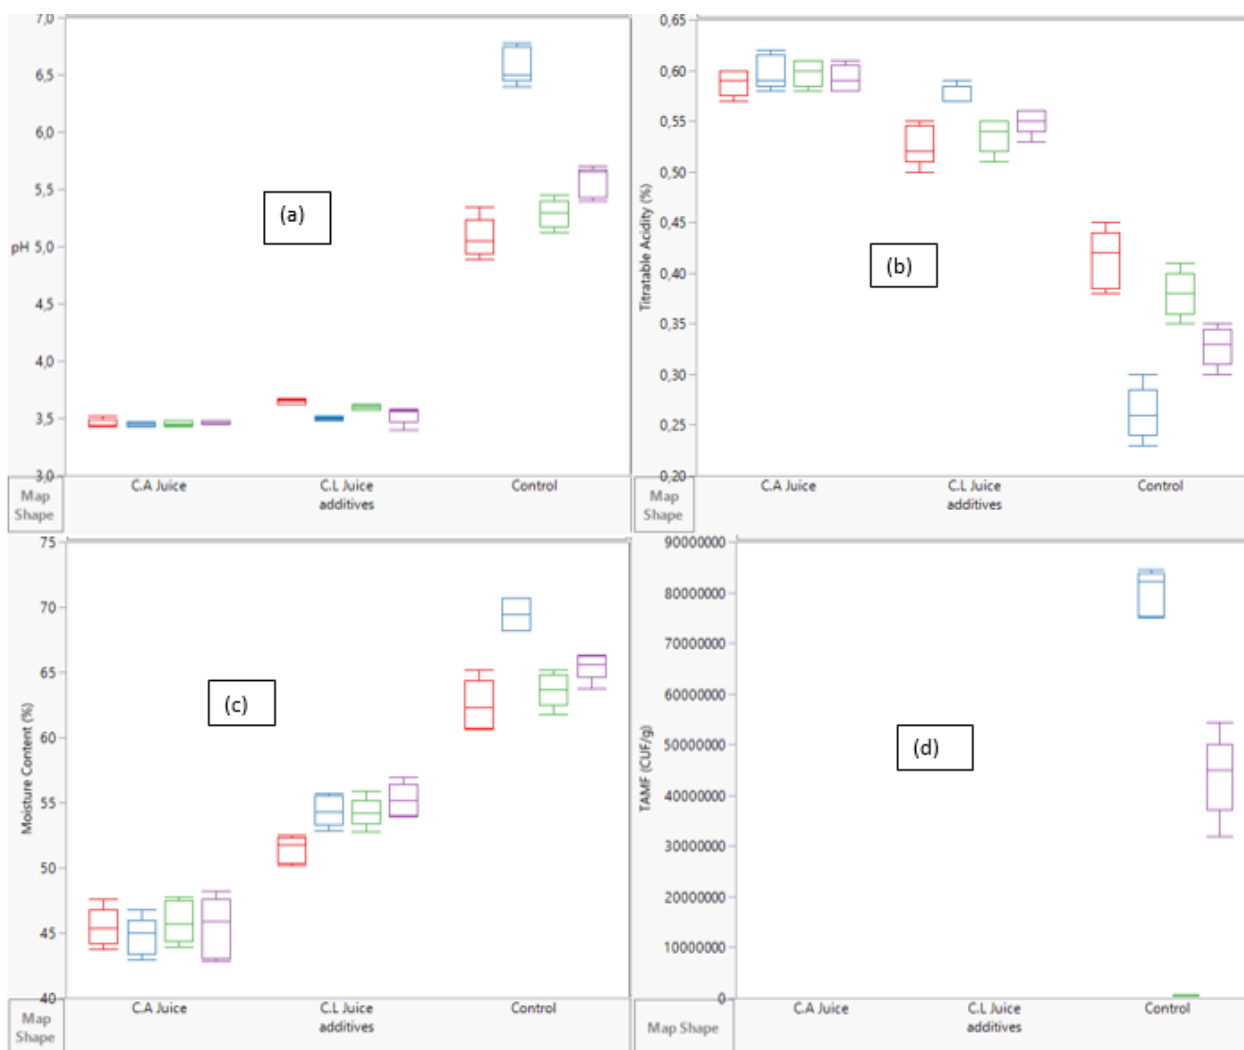 7,0
6,5
6,0
5,5
pH 5,0
4,5
4,0
3,5
3,0
(a)
C.A Juice C.L Juice Control
additives
Map
Shape
0,65
0,60
0,55
0,50
0,45
0,40
0,35
0,30
0,25
0,20
Titratable Acidity (%)
(b)
C.A Juice C.L Juice Control
additives
Map
Shape
75
70
65
60
55
50
45
40
Moisture Content (%)
(c)
C.A Juice C.L Juice Control
additives
Map
Shape
90000000
80000000
70000000
60000000
50000000
40000000
30000000
20000000
10000000
0
TAMF (CUF/g)
(d)
C.A Juice C.L Juice Control
additives
Map Shape